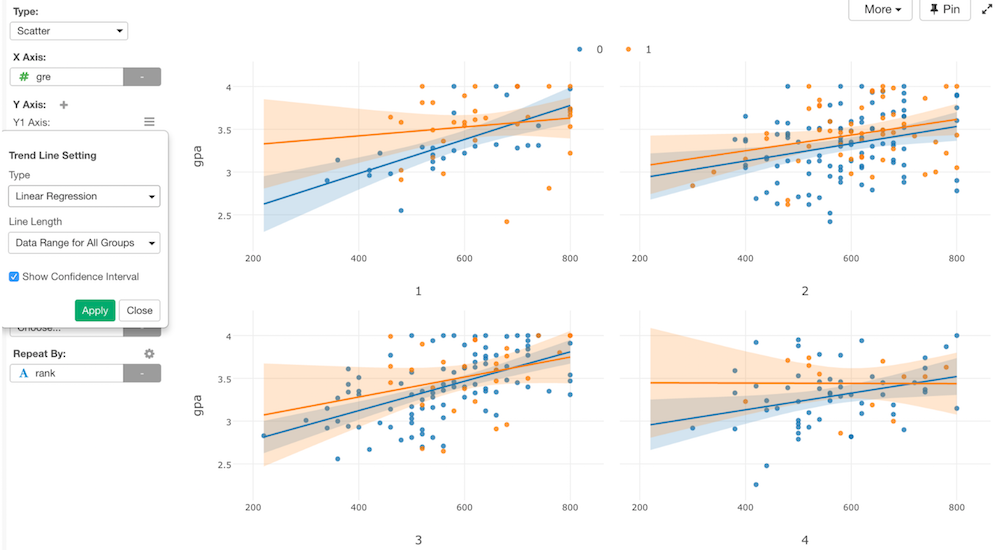 Type:
More
Pin
Scatter
X Axis:
0
1
# gre
-
Y Axis: +
Y1 Axis:
Trend Line Setting
Type
Linear Regression
Line Length
Data Range for All Groups
Show Confidence Interval
Apply
Close
Choose...
Repeat By:
A rank
-
gpa
4
3.5
3
2.5
200
400
600
800
200
400
600
800
1
2
gpa
4
3.5
3
2.5
200
400
600
800
200
400
600
800
3
4